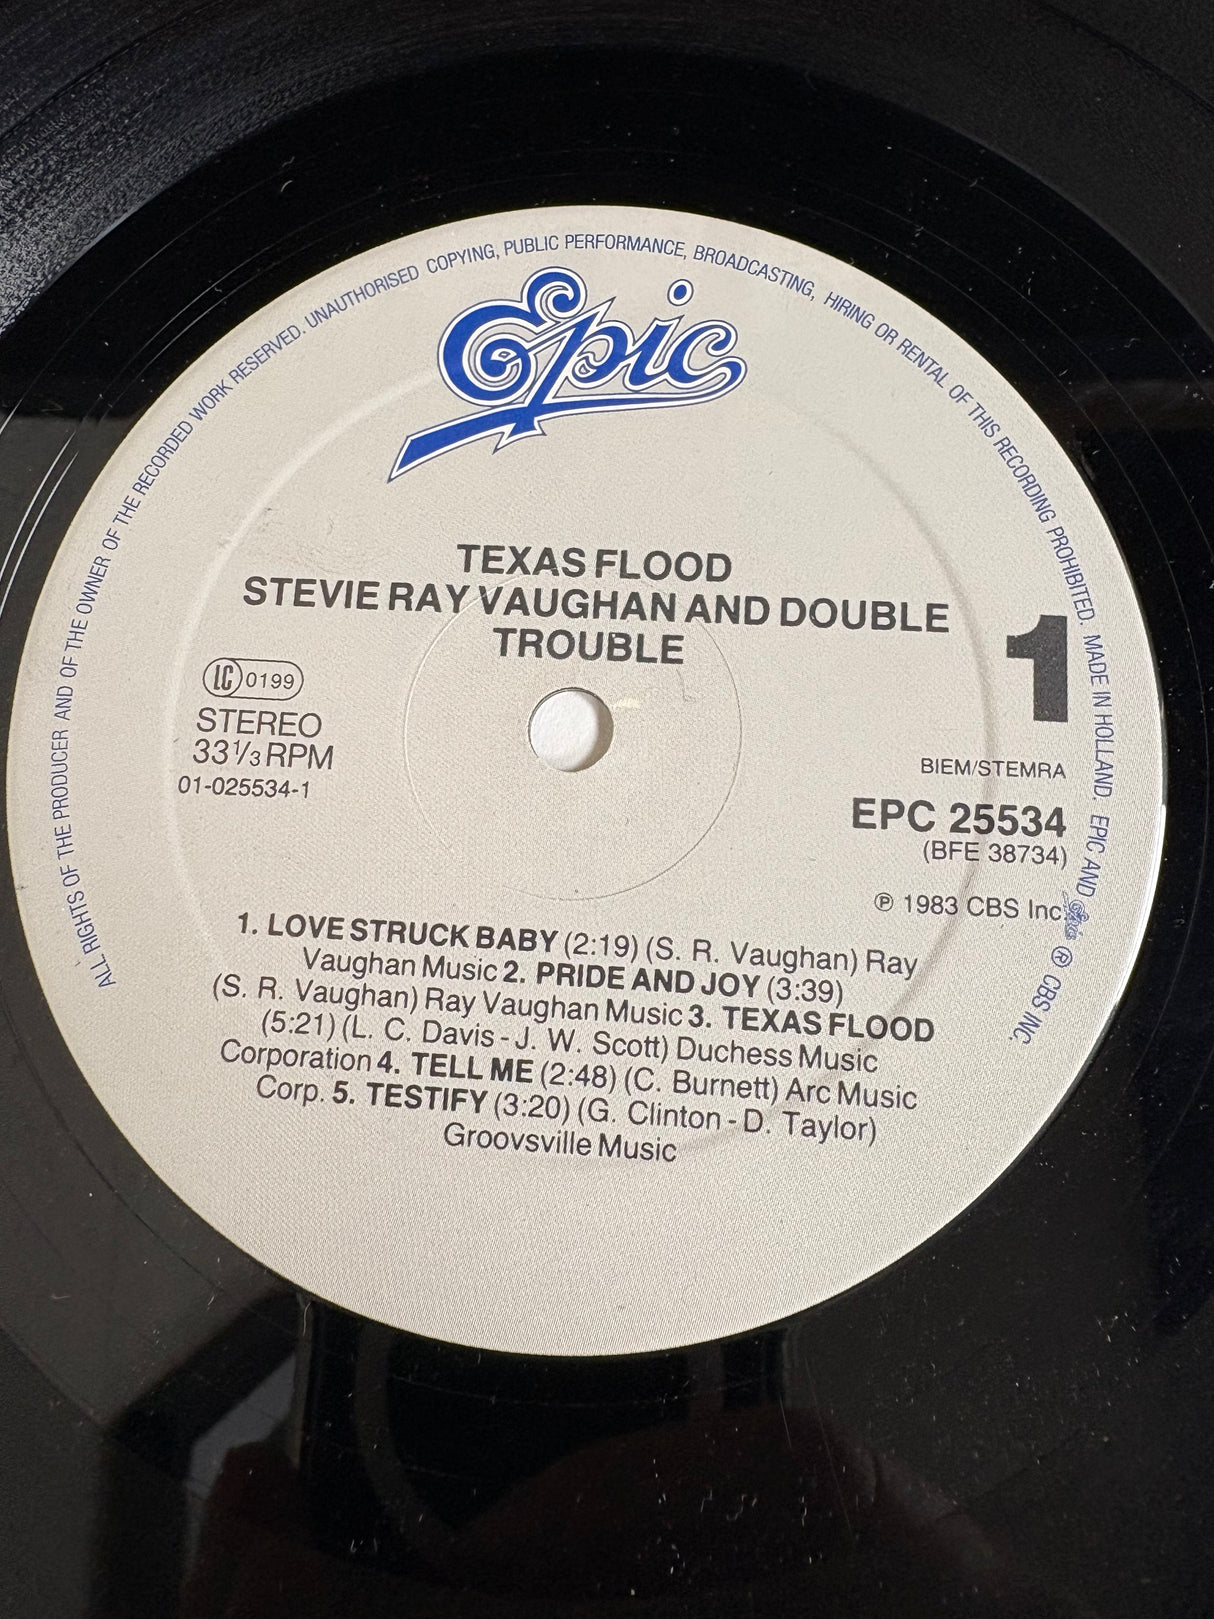 ALL RIGHTS OF THE PRODUCER AND OF THE OWNER OF THE RECORDED WORK RESERVED. UNAUTHORISED COPYING, PUBLIC PERFORMANCE, BROADCASTING, HIRING OR RENTAL OF THIS RECORDING PROHIBITED. MADE IN HOLLAND. EPIC AND Epic ® CBS INC.
Epic
TEXAS FLOOD
STEVIE RAY VAUGHAN AND DOUBLE
TROUBLE
1
LC 0199
STEREO
33 1/3 RPM
01-025534-1
BIEM/STEMRA
EPC 25534
(BFE 38734)
℗ 1983 CBS Inc.
1. LOVE STRUCK BABY (2:19) (S. R. Vaughan) Ray
Vaughan Music 2. PRIDE AND JOY (3:39)
(S. R. Vaughan) Ray Vaughan Music 3. TEXAS FLOOD
(5:21) (L. C. Davis - J. W. Scott) Duchess Music
Corporation 4. TELL ME (2:48) (C. Burnett) Arc Music
Corp. 5. TESTIFY (3:20) (G. Clinton - D. Taylor)
Groovsville Music